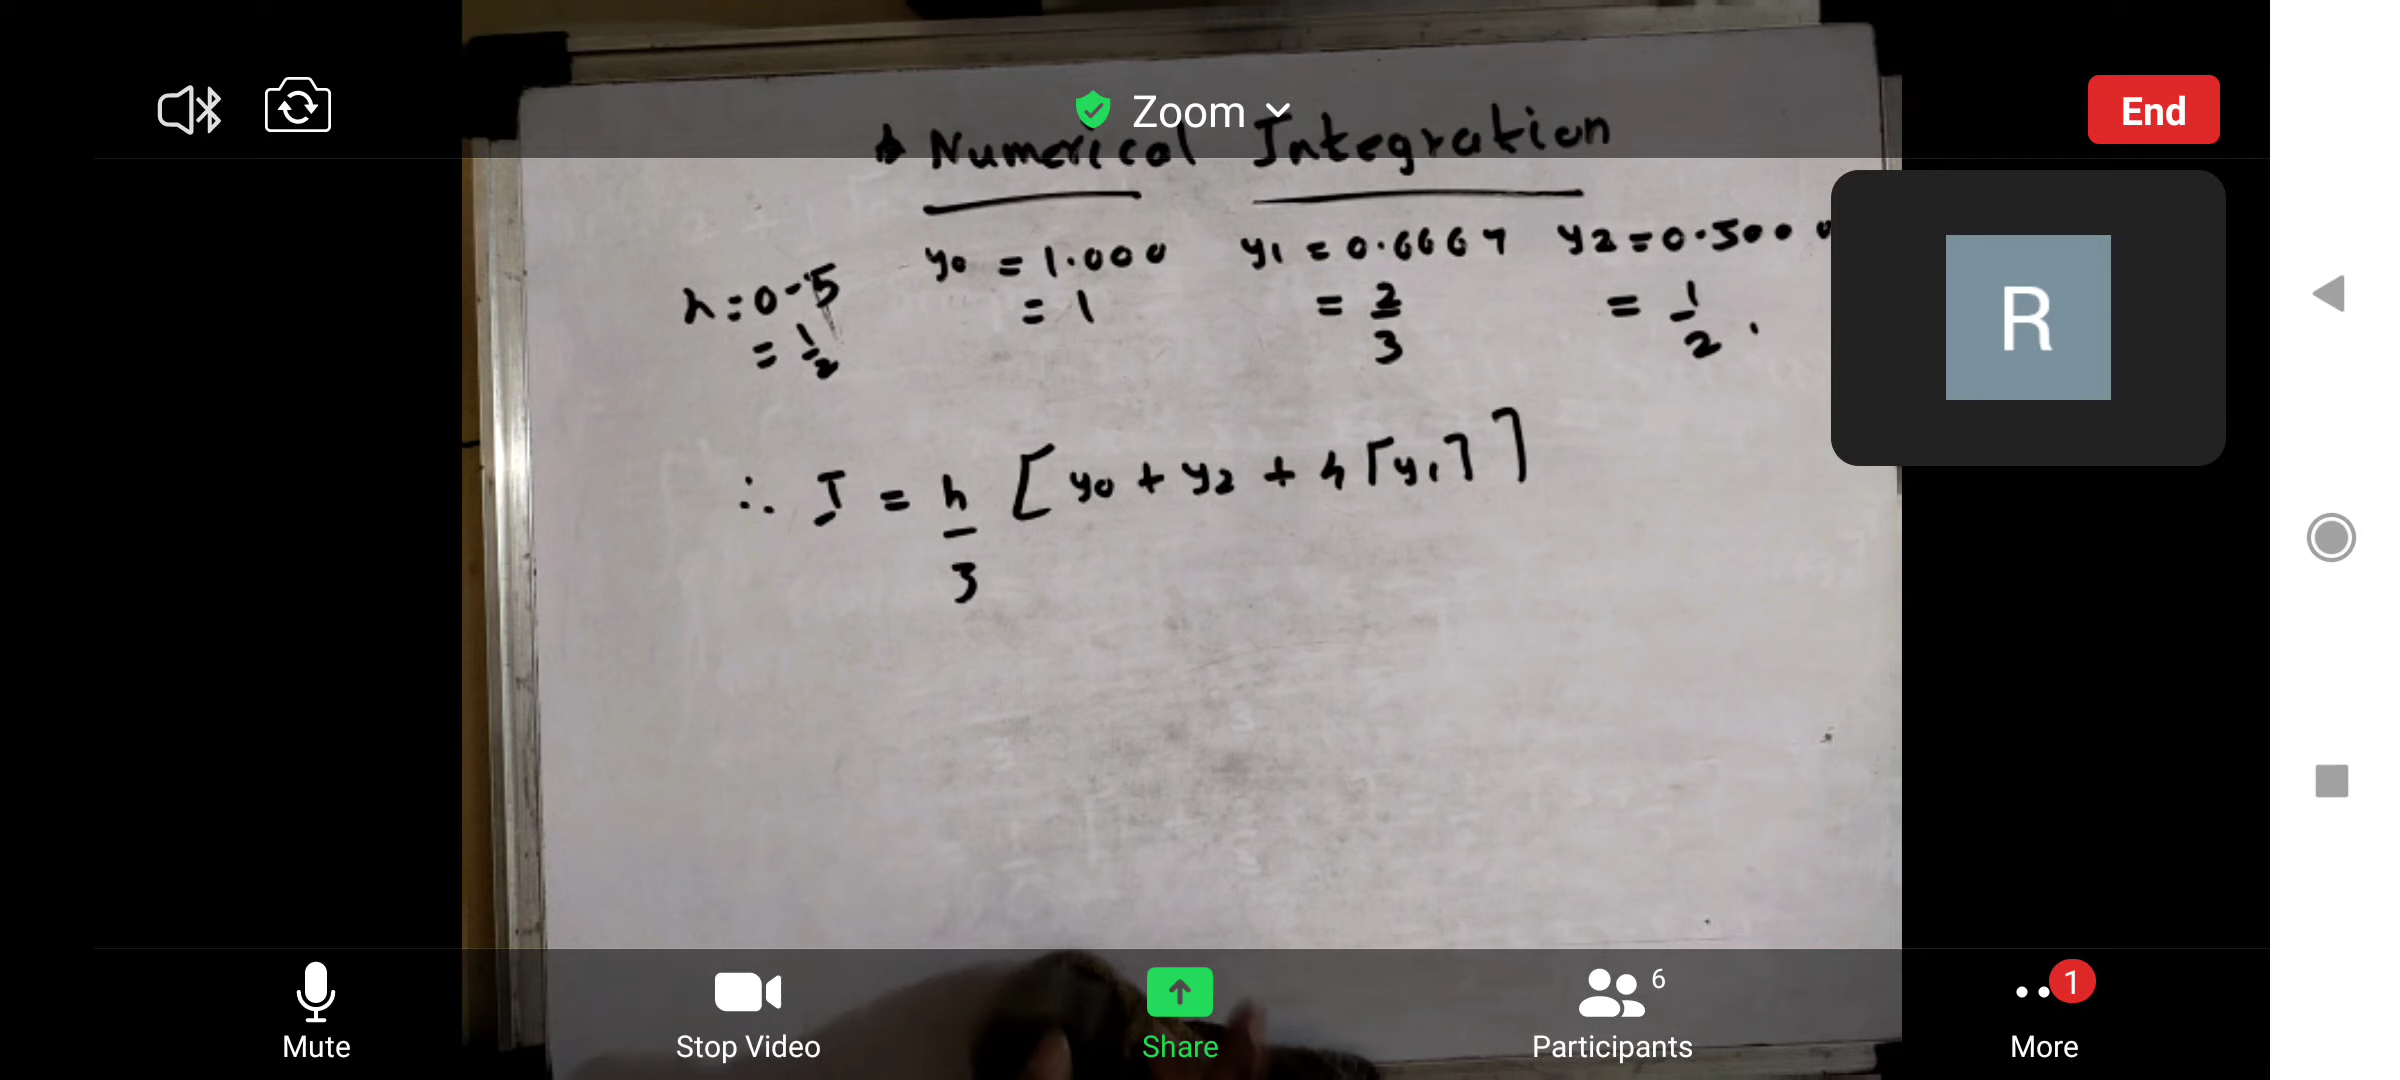 Zoom
End
Numerical Integration
h=0.5 y0 = 1.000 y1 = 0.6667 y2=0.5000
= 1/2 = 1 = 2/3 = 1/2.
R
∴ I = h/3 [y0 + y2 + 4[y1]]
6
1
Mute
Stop Video
Share
Participants
More